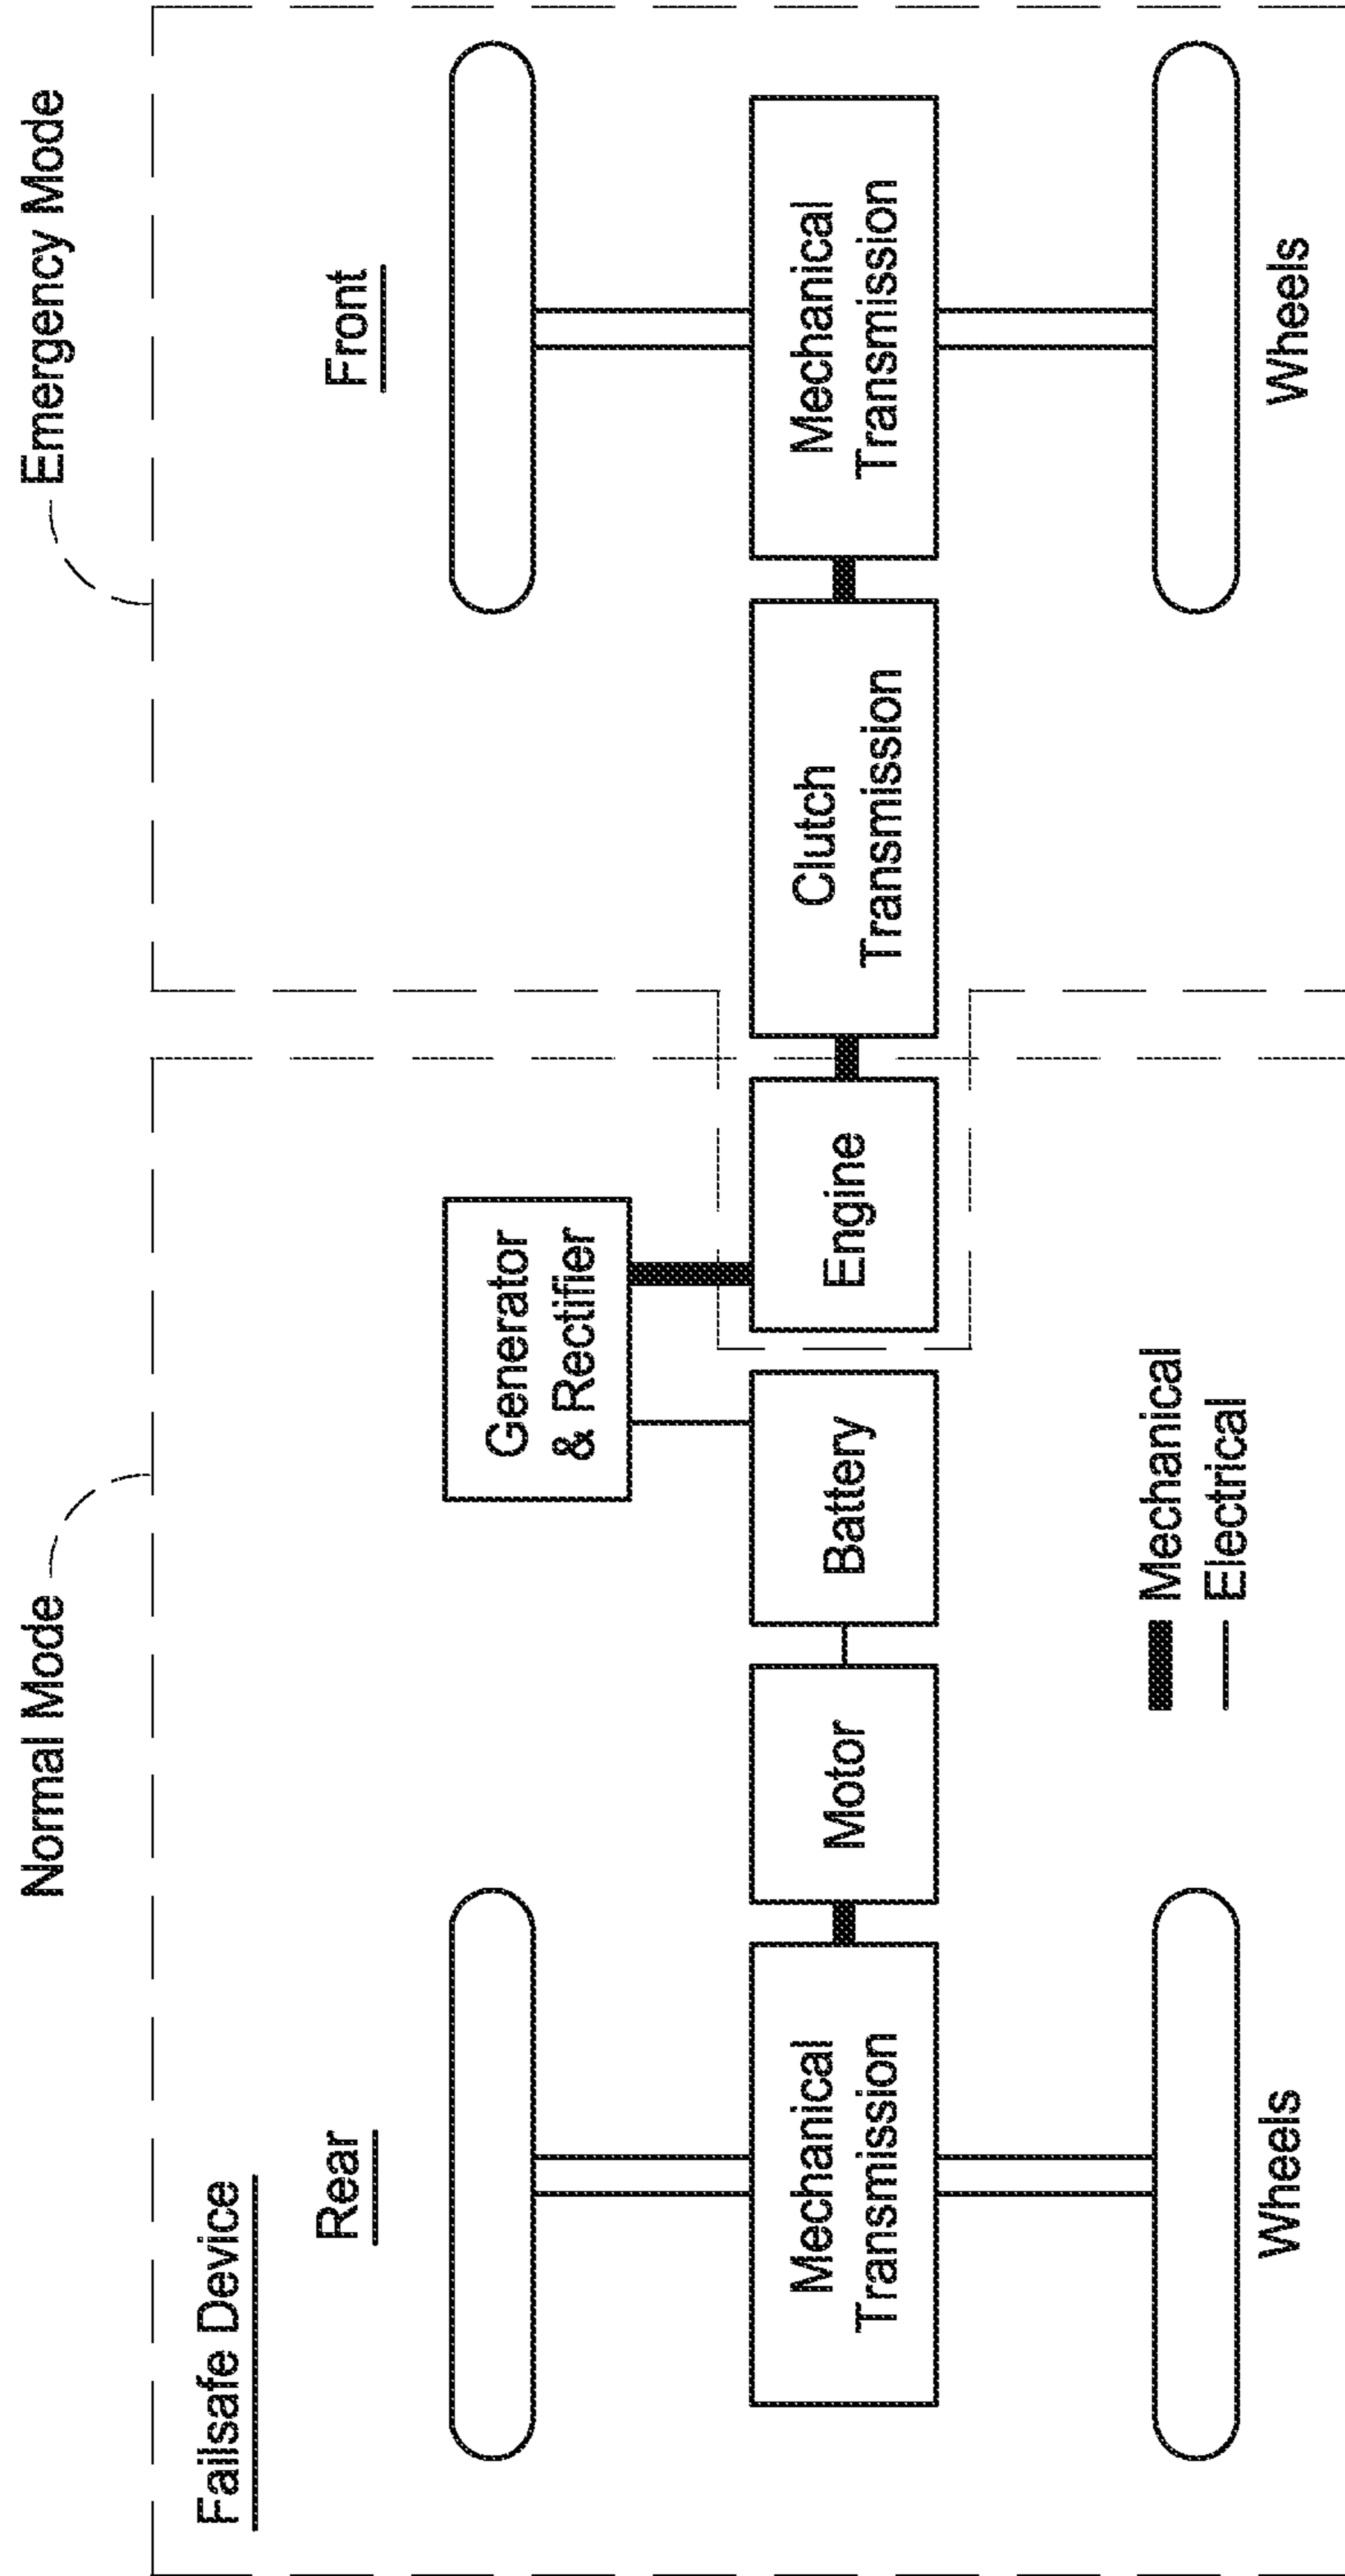 Normal Mode
Emergency Mode
Failsafe Device
Rear
Front
Generator
& Rectifier
Mechanical
Transmission
Motor
Battery
Engine
Clutch
Transmission
Mechanical
Transmission
Mechanical
Electrical
Wheels
Wheels